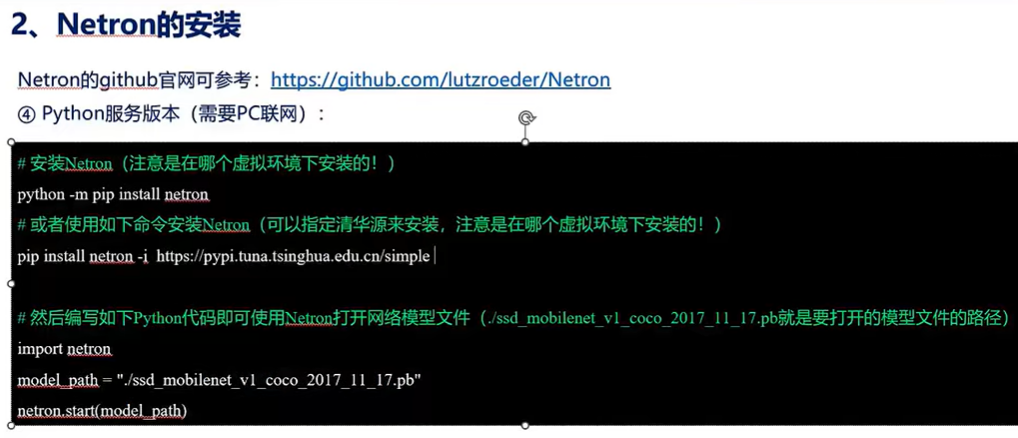 2、Netron的安装
Netron的github官网可参考：https://github.com/lutzroeder/Netron
④ Python服务版本（需要PC联网）：
# 安装Netron（注意是在哪个虚拟环境下安装的！）
python -m pip install netron
# 或者使用如下命令安装Netron（可以指定清华源来安装，注意是在哪个虚拟环境下安装的！）
pip install netron -i  https://pypi.tuna.tsinghua.edu.cn/simple
# 然后编写如下Python代码即可使用Netron打开网络模型文件（./ssd_mobilenet_v1_coco_2017_11_17.pb就是要打开的模型文件的路径）
import netron
model_path = "./ssd_mobilenet_v1_coco_2017_11_17.pb"
netron.start(model_path)